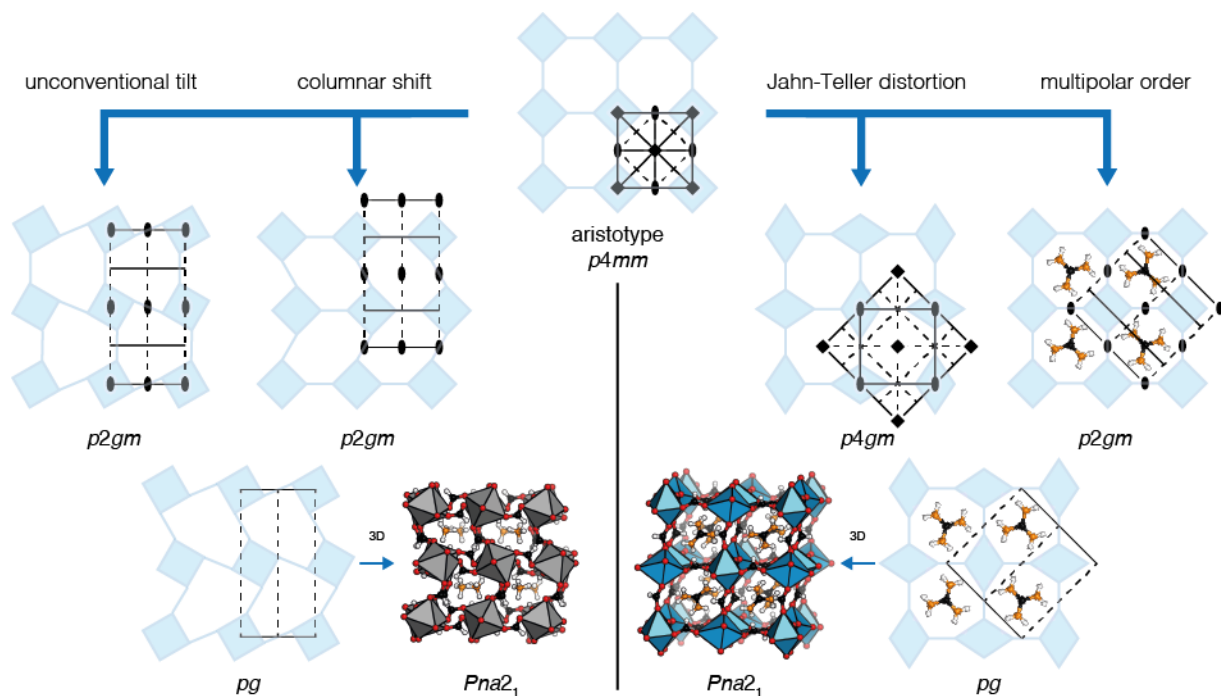 unconventional tilt
columnar shift
Jahn-Teller distortion
multipolar order
aristotype
p4mm
p2gm
p2gm
p4gm
p2gm
3D
3D
pg
Pna2₁
Pna2₁
pg